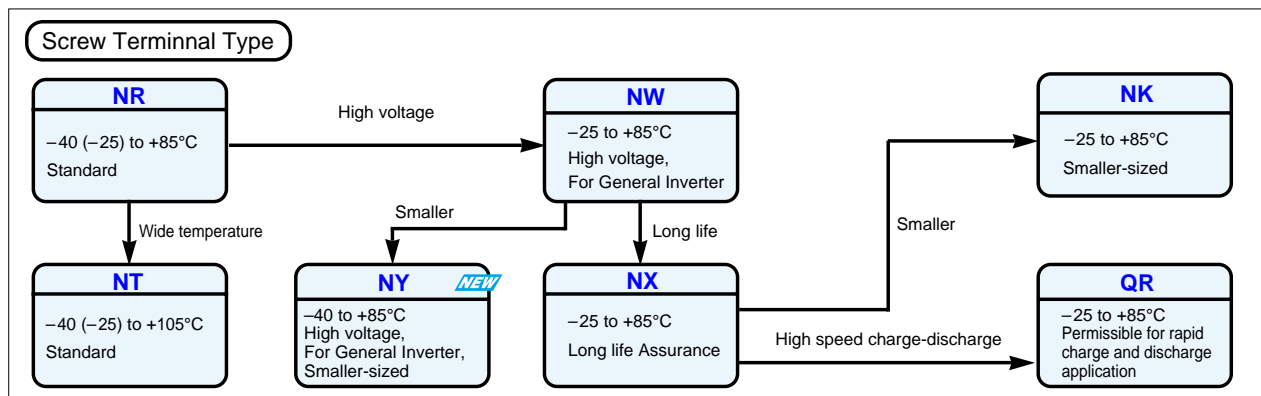 Screw Terminnal Type
NR
−40 (−25) to +85°C
Standard
High voltage
NW
−25 to +85°C
High voltage,
For General Inverter
NK
−25 to +85°C
Smaller-sized
Wide temperature
Smaller
Long life
Smaller
NT
−40 (−25) to +105°C
Standard
NY
NEW
−40 to +85°C
High voltage,
For General Inverter,
Smaller-sized
NX
−25 to +85°C
Long life Assurance
High speed charge-discharge
QR
−25 to +85°C
Permissible for rapid
charge and discharge
application